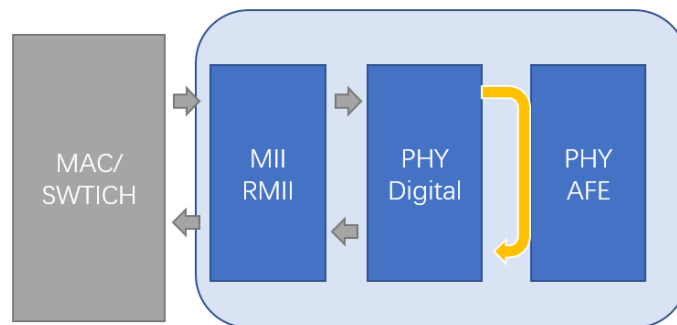 MAC/
SWTICH
MII
RMII
PHY
Digital
PHY
AFE